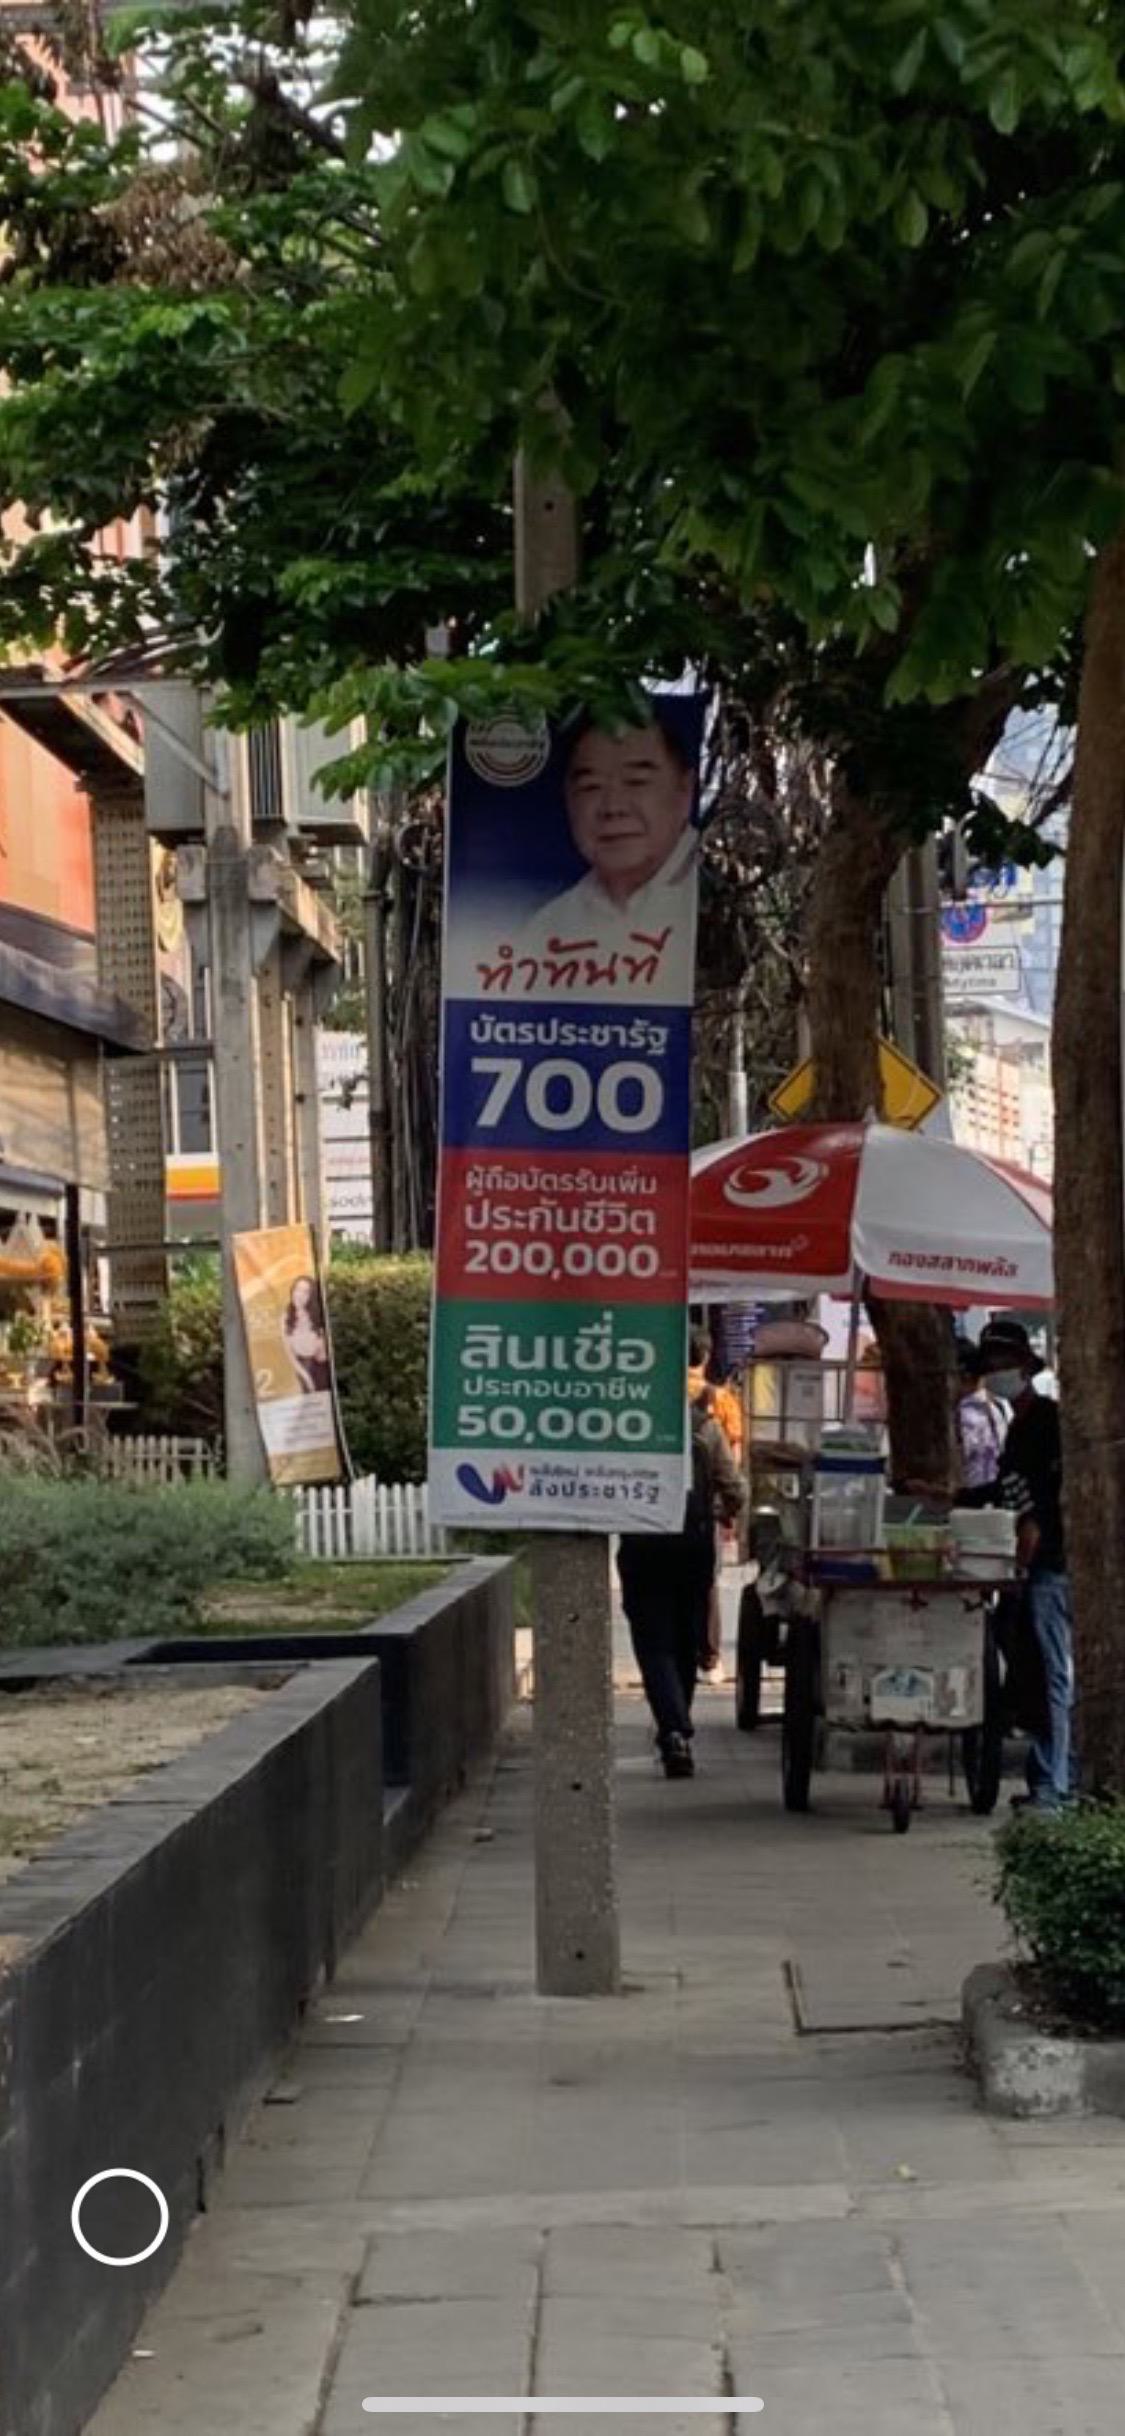 ทำทันที
บัตรประชารัฐ
700
ผู้ถือบัตรรับเพิ่ม
ประกันชีวิต
200,000
สินเชื่อ
ประกอบอาชีพ
50,000
ลังประชารัฐ
กองสลากพลัส
Anytime
2